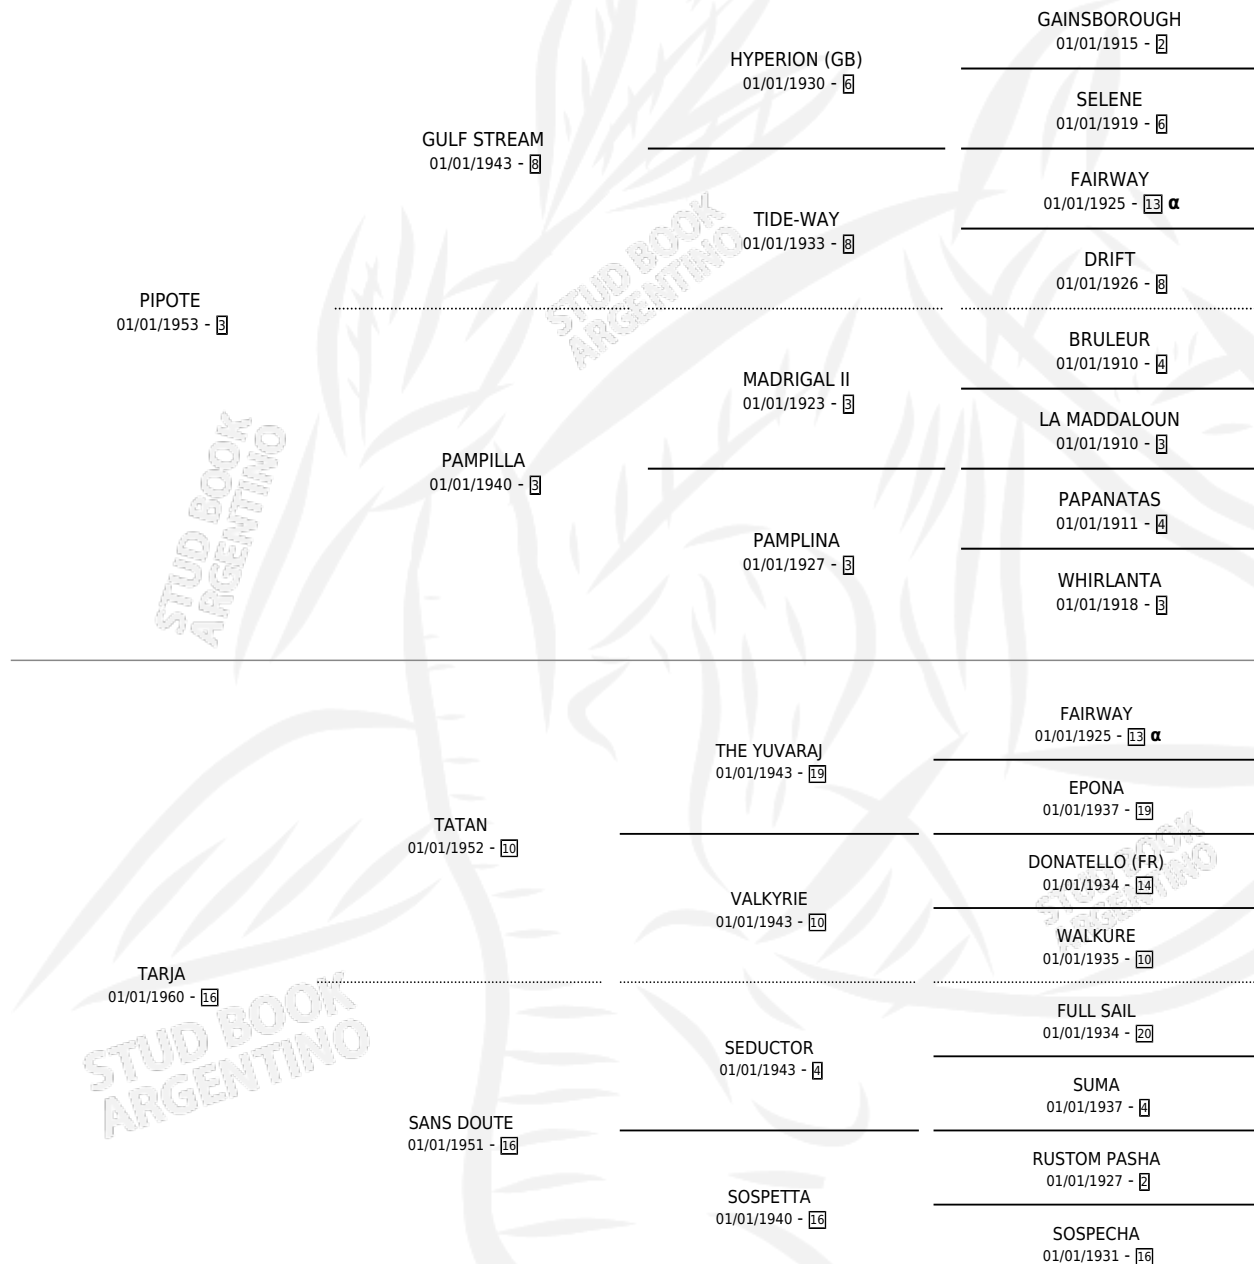 GAINSBOROUGH
01/01/1915 - 2
HYPERION (GB)
01/01/1930 - 6
SELENE
01/01/1919 - 6
GULF STREAM
01/01/1943 - 8
FAIRWAY
01/01/1925 - 13 α
TIDE-WAY
01/01/1933 - 8
DRIFT
01/01/1926 - 8
PIPOTE
01/01/1953 - 3
BRULEUR
01/01/1910 - 4
MADRIGAL II
01/01/1923 - 3
LA MADDALOUN
01/01/1910 - 3
PAMPILLA
01/01/1940 - 3
PAPANATAS
01/01/1911 - 4
PAMPLINA
01/01/1927 - 3
WHIRLANTA
01/01/1918 - 3
FAIRWAY
01/01/1925 - 13 α
THE YUVARAJ
01/01/1943 - 19
EPONA
01/01/1937 - 19
TATAN
01/01/1952 - 10
DONATELLO (FR)
01/01/1934 - 14
VALKYRIE
01/01/1943 - 10
WALKURE
01/01/1935 - 10
TARJA
01/01/1960 - 16
FULL SAIL
01/01/1934 - 20
SEDUCTOR
01/01/1943 - 4
SUMA
01/01/1937 - 4
SANS DOUTE
01/01/1951 - 16
RUSTOM PASHA
01/01/1927 - 2
SOSPETTA
01/01/1940 - 16
SOSPECHA
01/01/1931 - 16
STUD BOOK
ARGENTINO
STUD BOOK
ARGENTINO
STUD BOOK
ARGENTINO
STUD BOOK
ARGENTINO